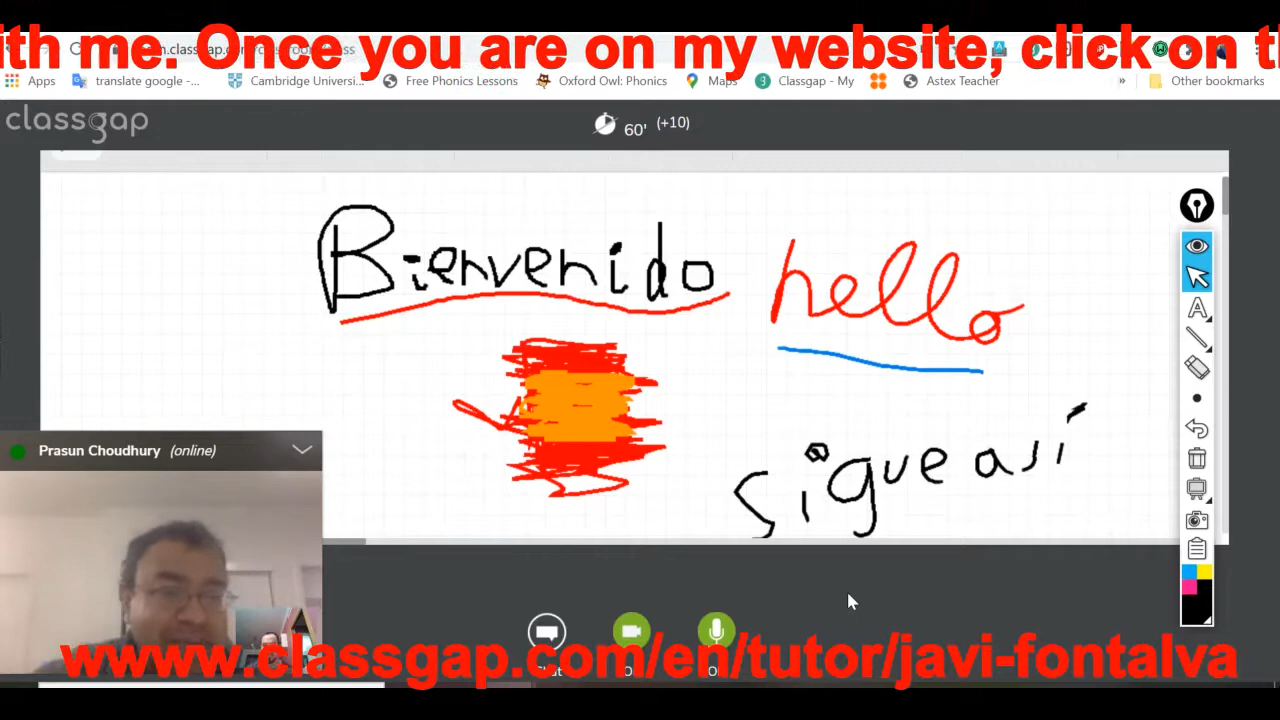 ith me. Once you are on my website, click on th
Apps translate google -... Cambridge Universi... Free Phonics Lessons Oxford Owl: Phonics Maps Classgap - My Astex Teacher » Other bookmarks
classgap
60' (+10)
Bienvenido hello
Sigue así
Prasun Choudhury (online)
wwww.classgap.com/en/tutor/javi-fontalva